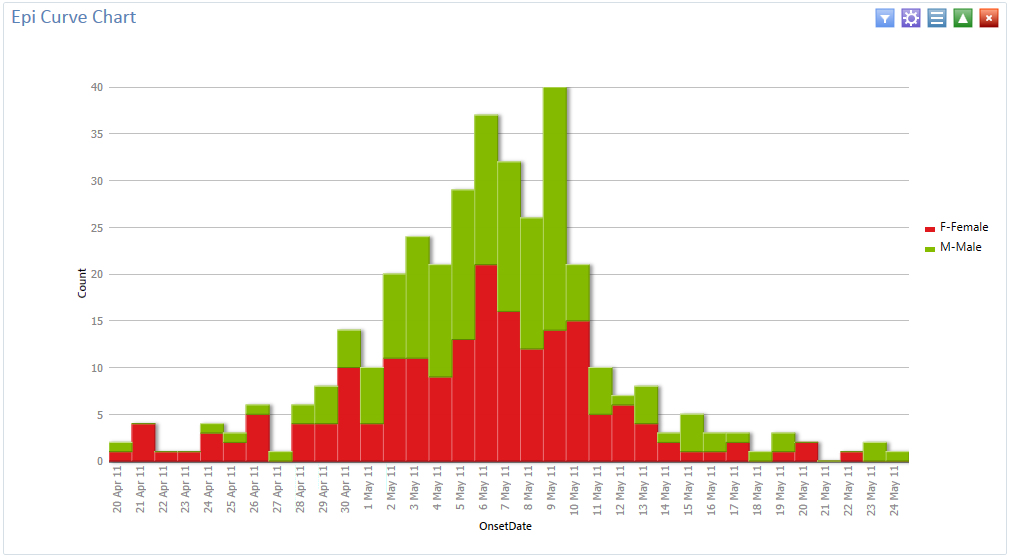 Epi Curve Chart
40
35
30
25
20
15
10
5
0
Count
F-Female
M-Male
20 Apr 11
21 Apr 11
22 Apr 11
23 Apr 11
24 Apr 11
25 Apr 11
26 Apr 11
27 Apr 11
28 Apr 11
29 Apr 11
30 Apr 11
1 May 11
2 May 11
3 May 11
4 May 11
5 May 11
6 May 11
7 May 11
8 May 11
9 May 11
10 May 11
11 May 11
12 May 11
13 May 11
14 May 11
15 May 11
16 May 11
17 May 11
18 May 11
19 May 11
20 May 11
21 May 11
22 May 11
23 May 11
24 May 11
OnsetDate